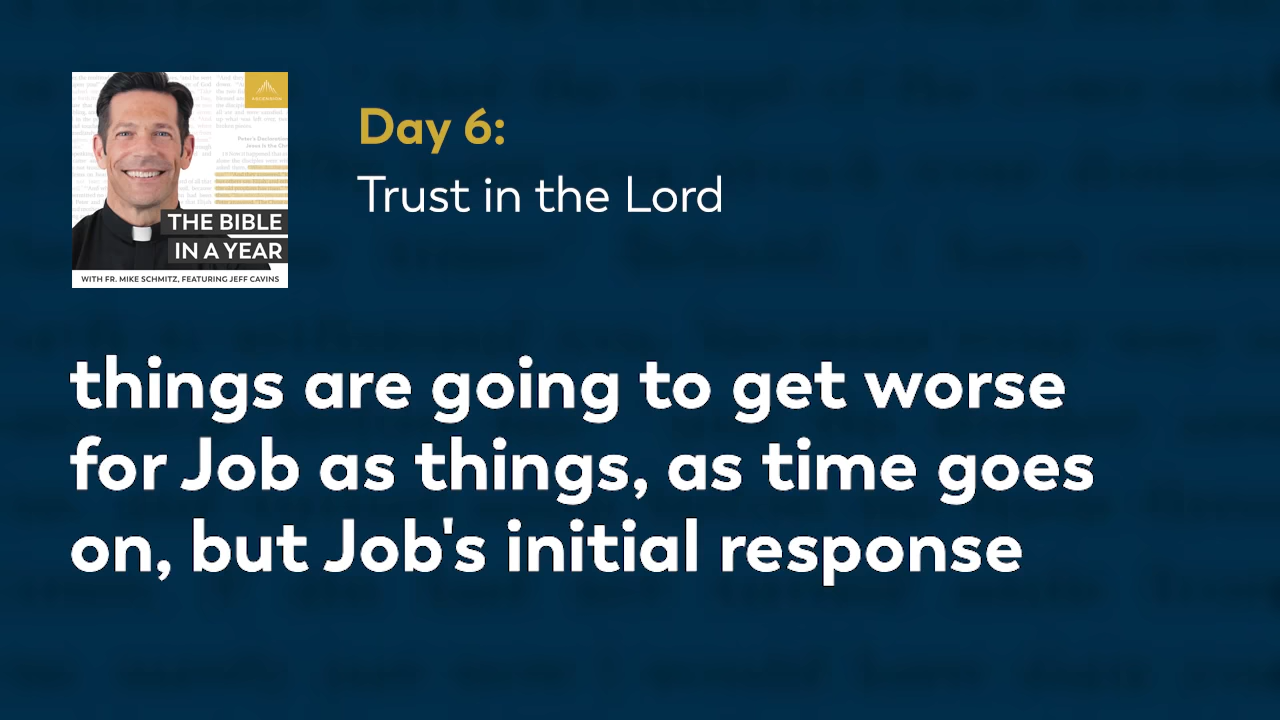 Day 6:
Trust in the Lord
THE BIBLE
IN A YEAR
WITH FR. MIKE SCHMITZ, FEATURING JEFF CAVINS
things are going to get worse
for Job as things, as time goes
on, but Job's initial response